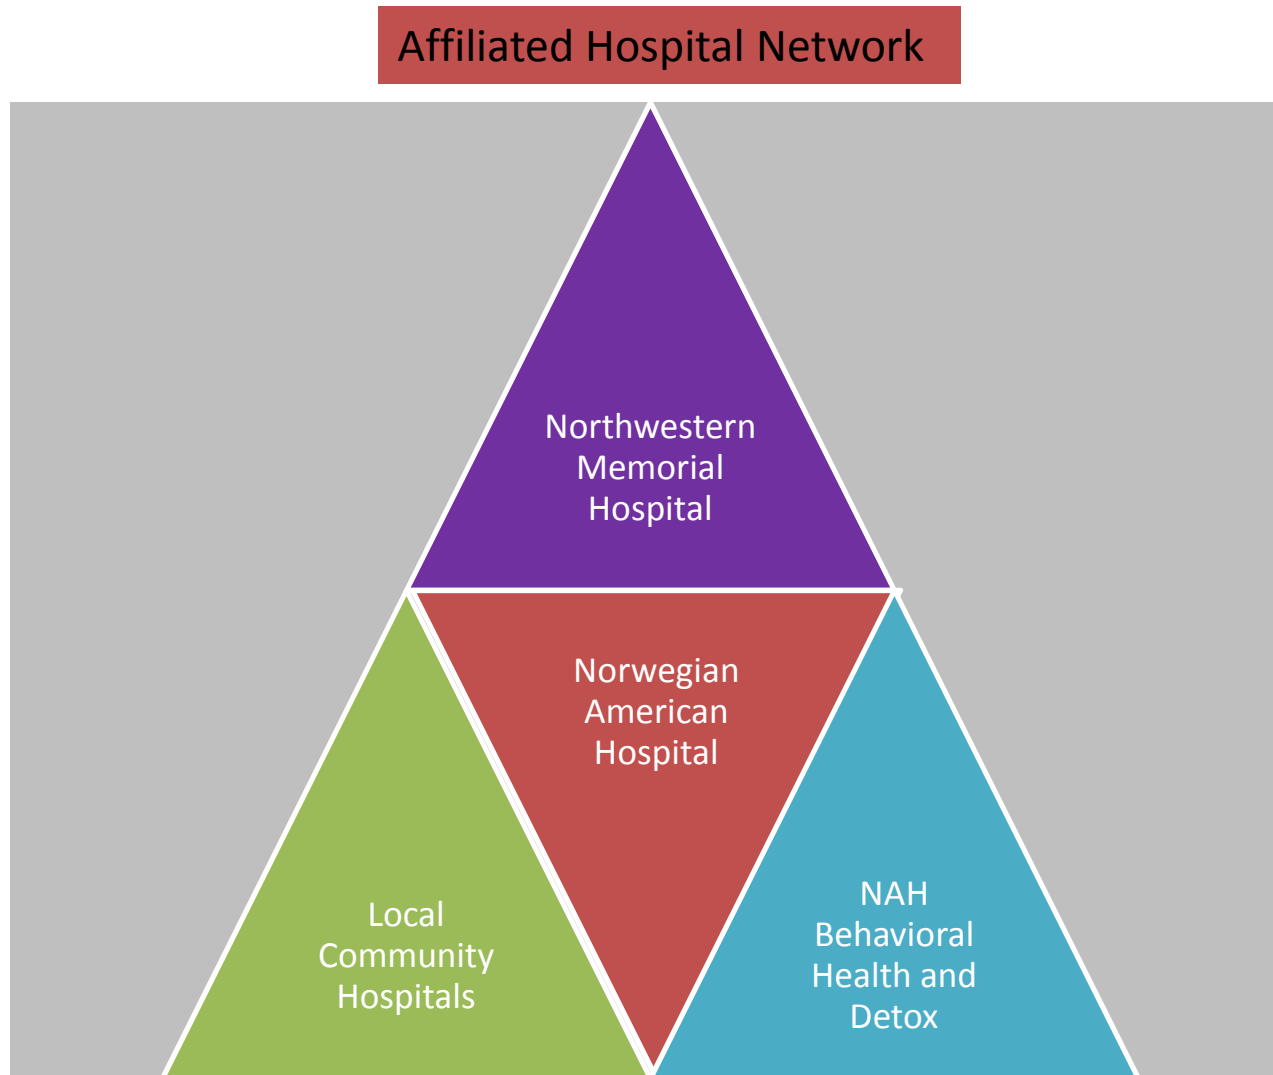 Affiliated Hospital Network
Northwestern
Memorial
Hospital
Norwegian
American
Hospital
Local
Community
Hospitals
NAH
Behavioral
Health and
Detox